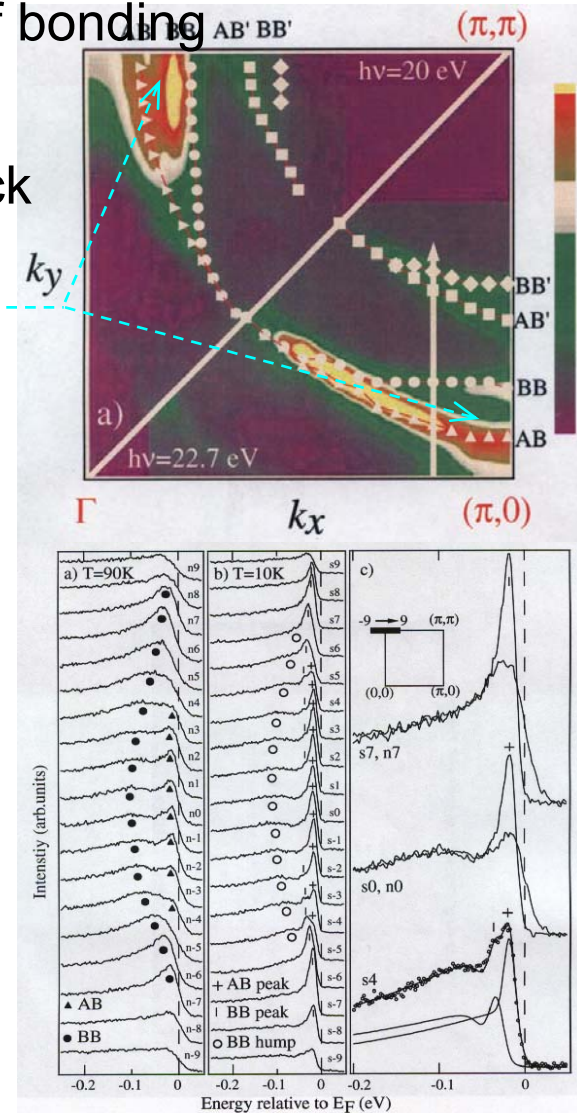 f bonding
AB BB AB' BB' (π,π)
hν=20 eV
ck
ky
BB'
AB'
BB
a)
AB
hν=22.7 eV
Γ kx (π,0)
a) T=90K
n9
n8
n7
n6
n5
n4
n3
n2
n1
n0
n-1
n-2
n-3
n-4
n-5
n-6
n-7
n-8
n-9
▲ AB
● BB
b) T=10K
s9
s8
s7
s6
s5
s4
s3
s2
s1
s0
s-1
s-2
s-3
s-4
s-5
s-6
s-7
s-8
s-9
+ AB peak
| BB peak
o BB hump
c)
-9 → 9 (π,π)
(0,0) (π,0)
s7, n7
s0, n0
s4
Intenstiy (arb.units)
-0.2 -0.1 0 -0.2 -0.1 0 -0.2 -0.1 0
Energy relative to EF (eV)